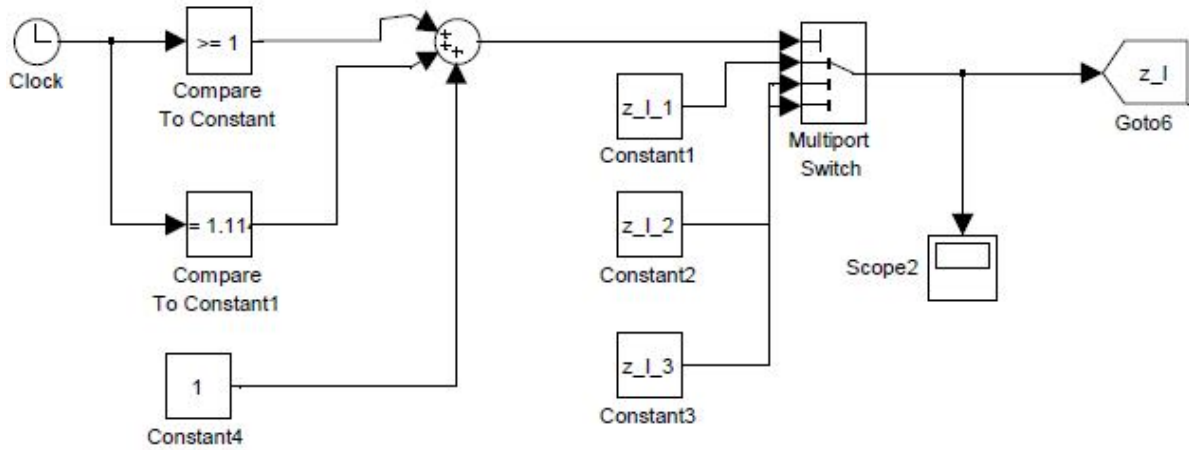 Clock
>= 1
Compare
To Constant
= 1.114
Compare
To Constant1
1
Constant4
z_l_1
Constant1
z_l_2
Constant2
z_l_3
Constant3
Multiport
Switch
Scope2
z_l
Goto6